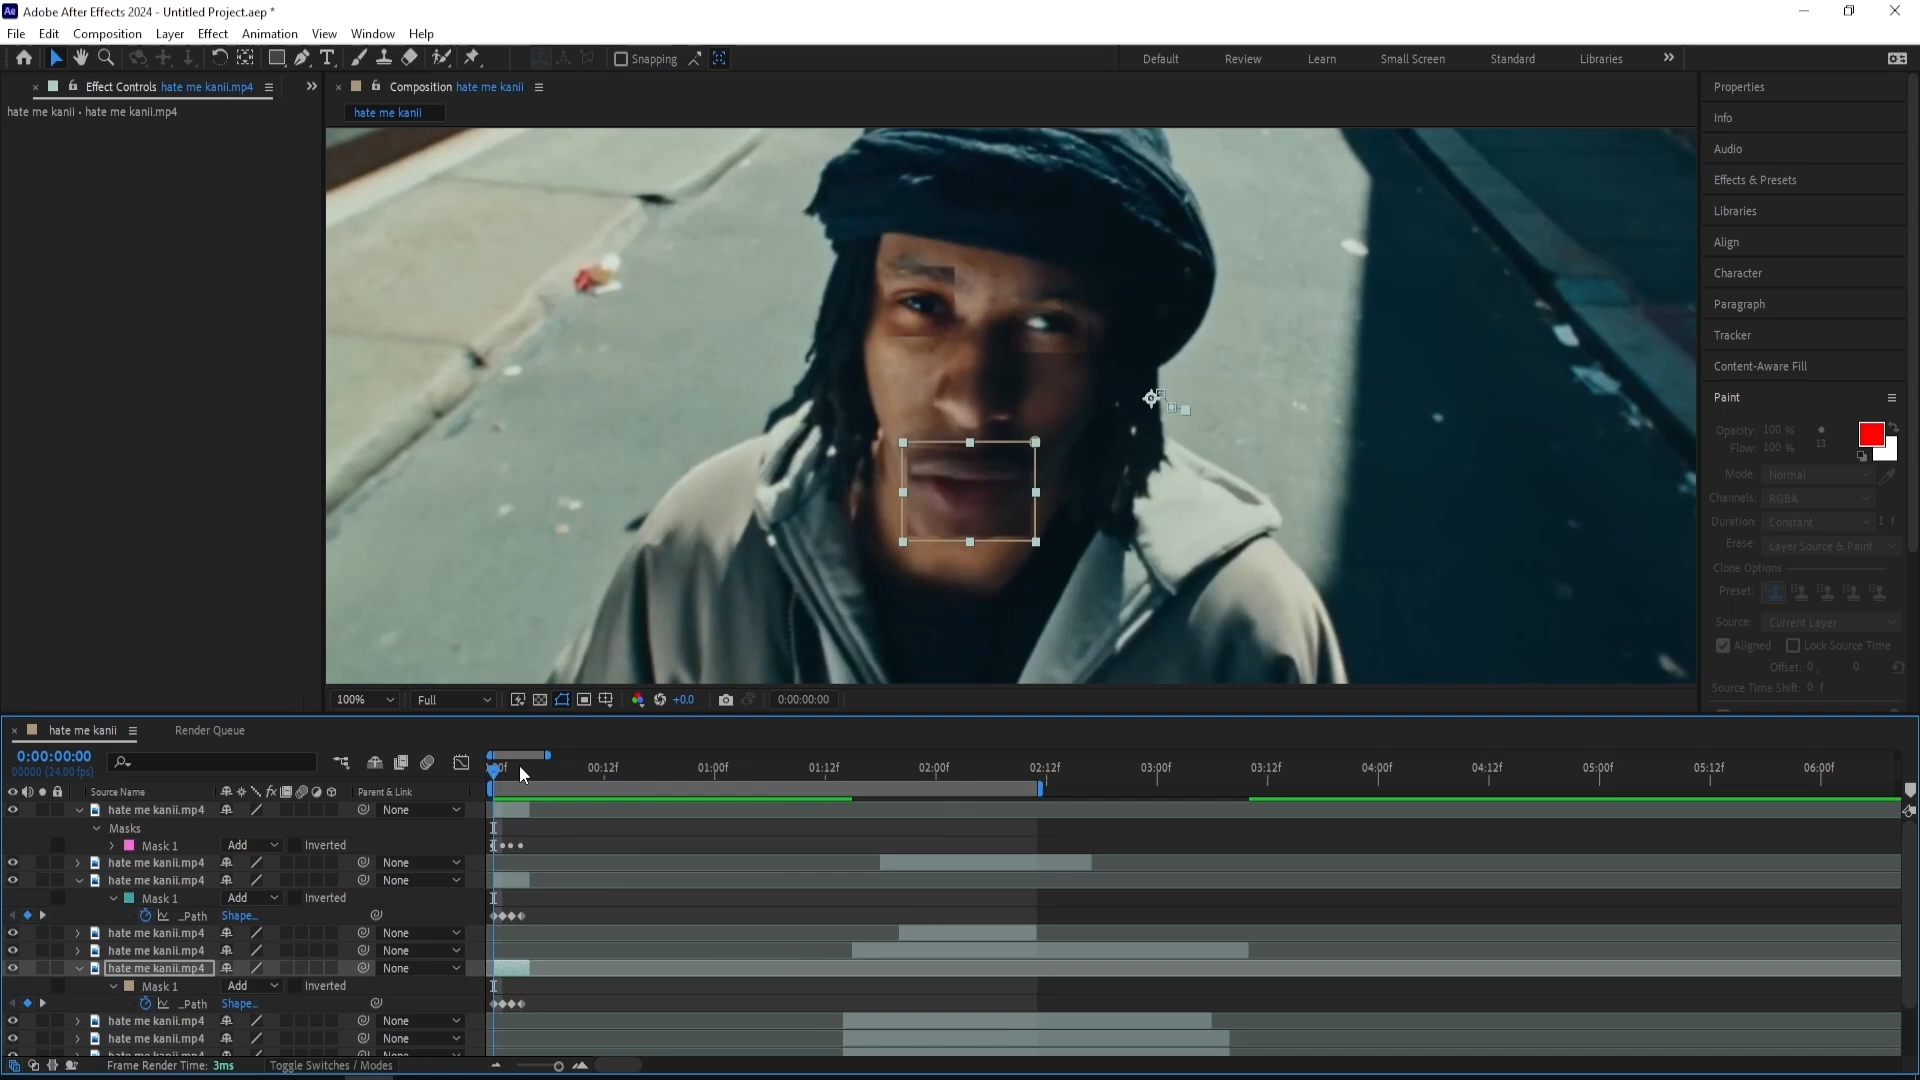 Adobe After Effects 2024 - Untitled Project.aep *
File Edit Composition Layer Effect Animation View Window Help
Snapping Default Review Learn Small Screen Standard Libraries
Effect Controls hate me kanii.mp4
hate me kanii • hate me kanii.mp4
Composition hate me kanii
hate me kanii
Properties
Info
Audio
Effects & Presets
Libraries
Align
Character
Paragraph
Tracker
Content-Aware Fill
Paint
Opacity: 100 %
Flow: 100 % 13
Mode: Normal
Channels: RGBA
Duration: Constant 1 f
Erase: Layer Source & Paint
Clone Options
Preset:
Source: Current Layer
Aligned Lock Source Time
Offset: 0 , 0
Source Time Shift: 0 f
100% Full +0.0 0:00:00:00
hate me kanii Render Queue
0:00:00:00
00000 (24.00 fps)
00:12f 01:00f 01:12f 02:00f 02:12f 03:00f 03:12f 04:00f 04:12f 05:00f 05:12f 06:00f
Source Name Parent & Link
hate me kanii.mp4 None
Masks
Mask 1 Add Inverted
hate me kanii.mp4 None
hate me kanii.mp4 None
Mask 1 Add Inverted
_Path Shape...
hate me kanii.mp4 None
hate me kanii.mp4 None
hate me kanii.mp4 None
Mask 1 Add Inverted
_Path Shape...
hate me kanii.mp4 None
hate me kanii.mp4 None
Frame Render Time: 3ms Toggle Switches / Modes